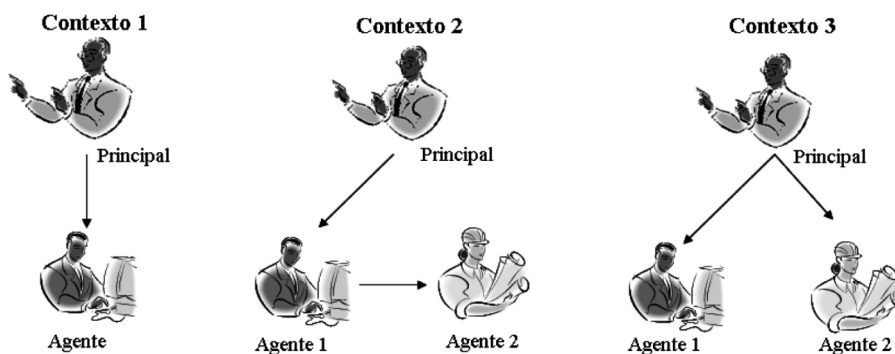 Contexto 1
Contexto 2
Contexto 3
Principal
Principal
Principal
Agente
Agente 1
Agente 2
Agente 1
Agente 2